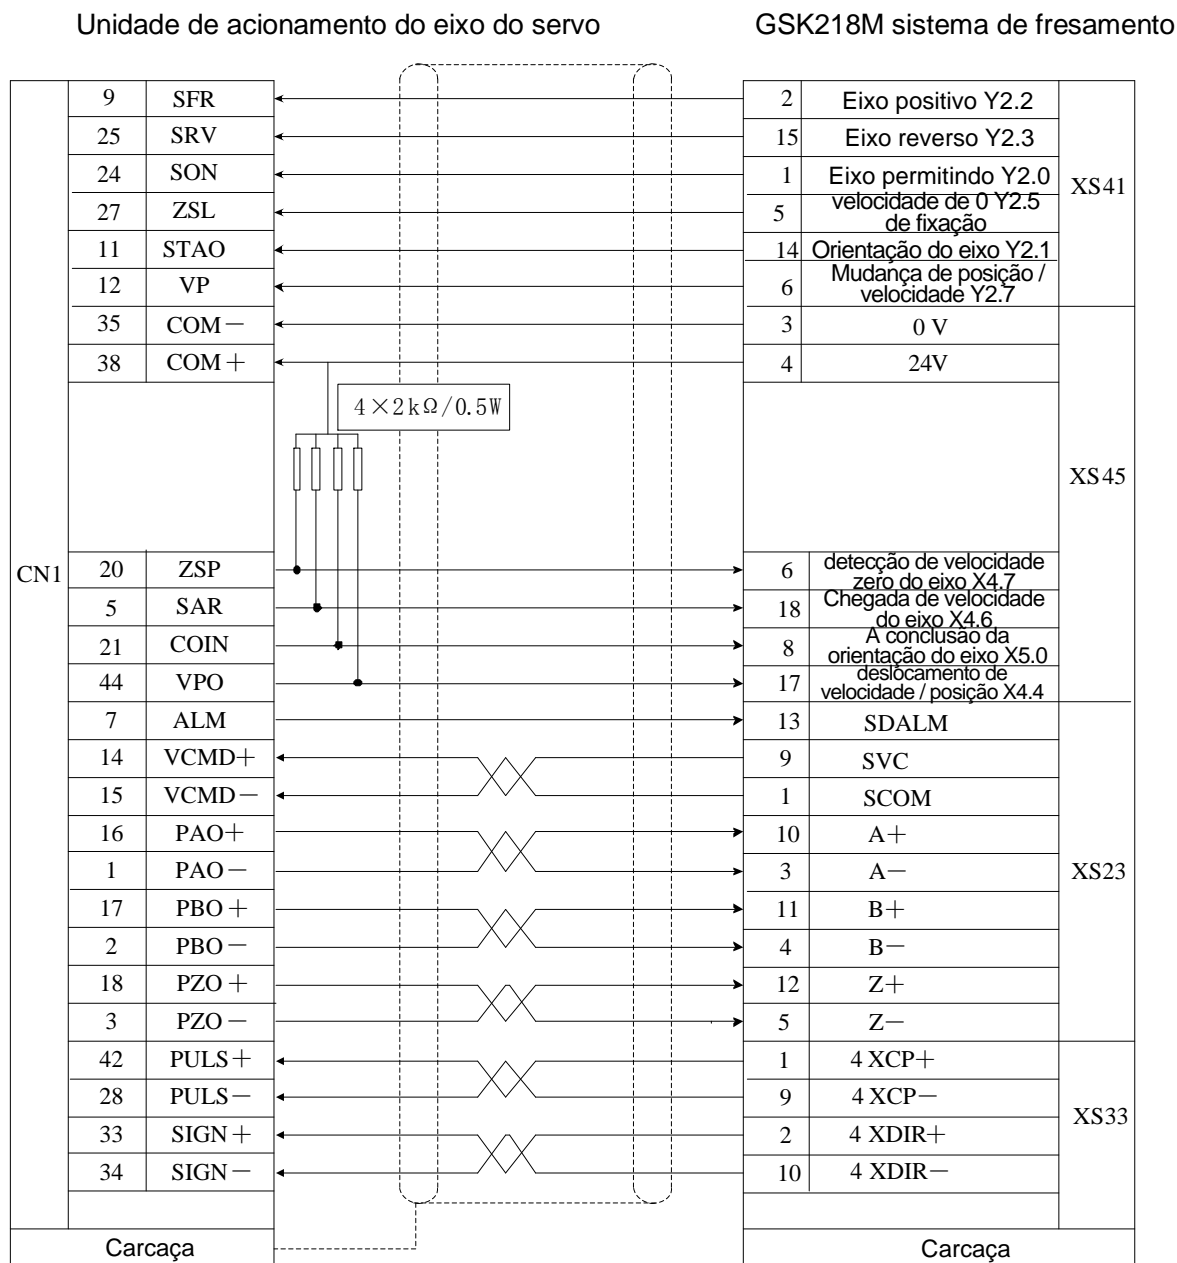 Unidade de acionamento do eixo do servo GSK218M sistema de fresamento
9 SFR 2 Eixo positivo Y2.2
25 SRV 15 Eixo reverso Y2.3
24 SON 1 Eixo permitindo Y2.0
XS41
27 ZSL 5 velocidade de 0 Y2.5
de fixação
11 STAO 14 Orientação do eixo Y2.1
12 VP 6 Mudança de posição /
velocidade Y2.7
35 COM- 3 0 V
38 COM+ 4 24V
4×2kΩ/0.5W
XS45
CN1
20 ZSP 6 detecção de velocidade
zero do eixo X4.7
5 SAR 18 Chegada de velocidade
do eixo X4.6
21 COIN 8 A conclusão da
orientação do eixo X5.0
44 VPO 17 deslocamento de
velocidade / posição X4.4
7 ALM 13 SDALM
14 VCMD+ 9 SVC
15 VCMD- 1 SCOM
16 PAO+ 10 A+
1 PAO- 3 A- XS23
17 PBO+ 11 B+
2 PBO- 4 B-
18 PZO+ 12 Z+
3 PZO- 5 Z-
42 PULS+ 1 4 XCP+
28 PULS- 9 4 XCP-
XS33
33 SIGN+ 2 4 XDIR+
34 SIGN- 10 4 XDIR-
Carcaça Carcaça